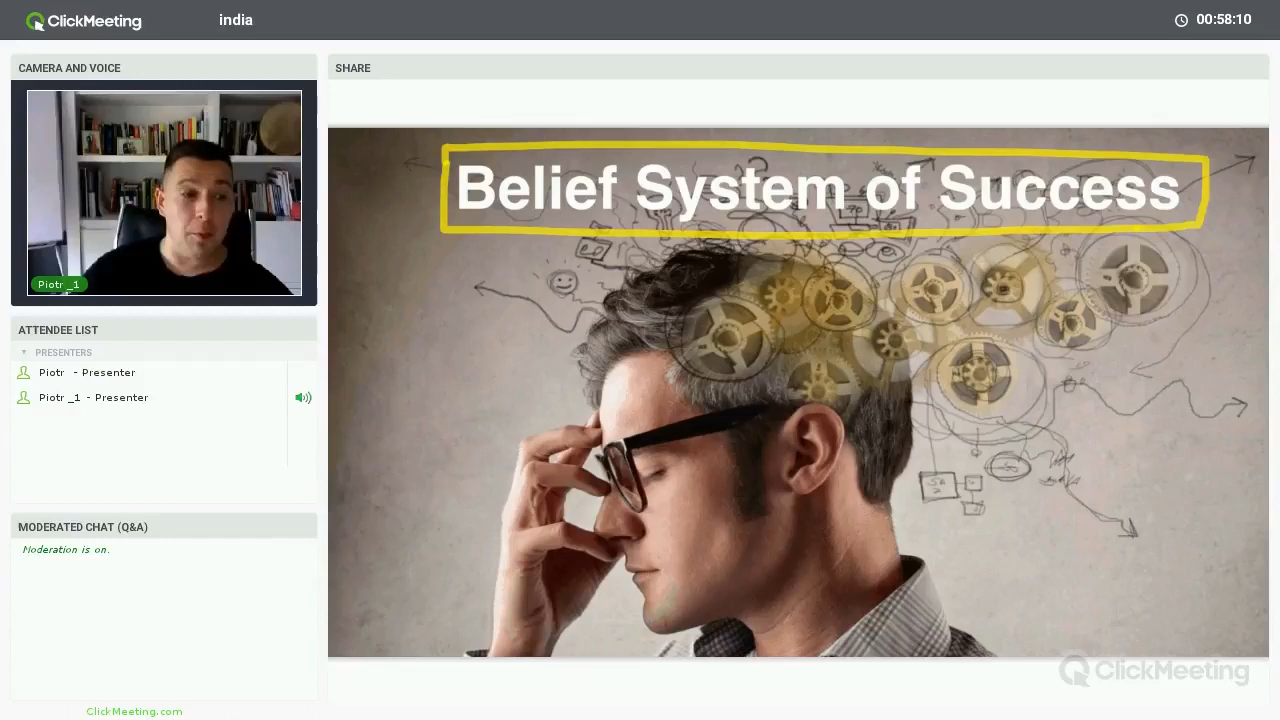 ClickMeeting
india
00:58:10
CAMERA AND VOICE
Piotr _1
ATTENDEE LIST
PRESENTERS
Piotr - Presenter
Piotr _1 - Presenter
MODERATED CHAT (Q&A)
Moderation is on.
ClickMeeting.com
SHARE
Belief System of Success
ClickMeeting